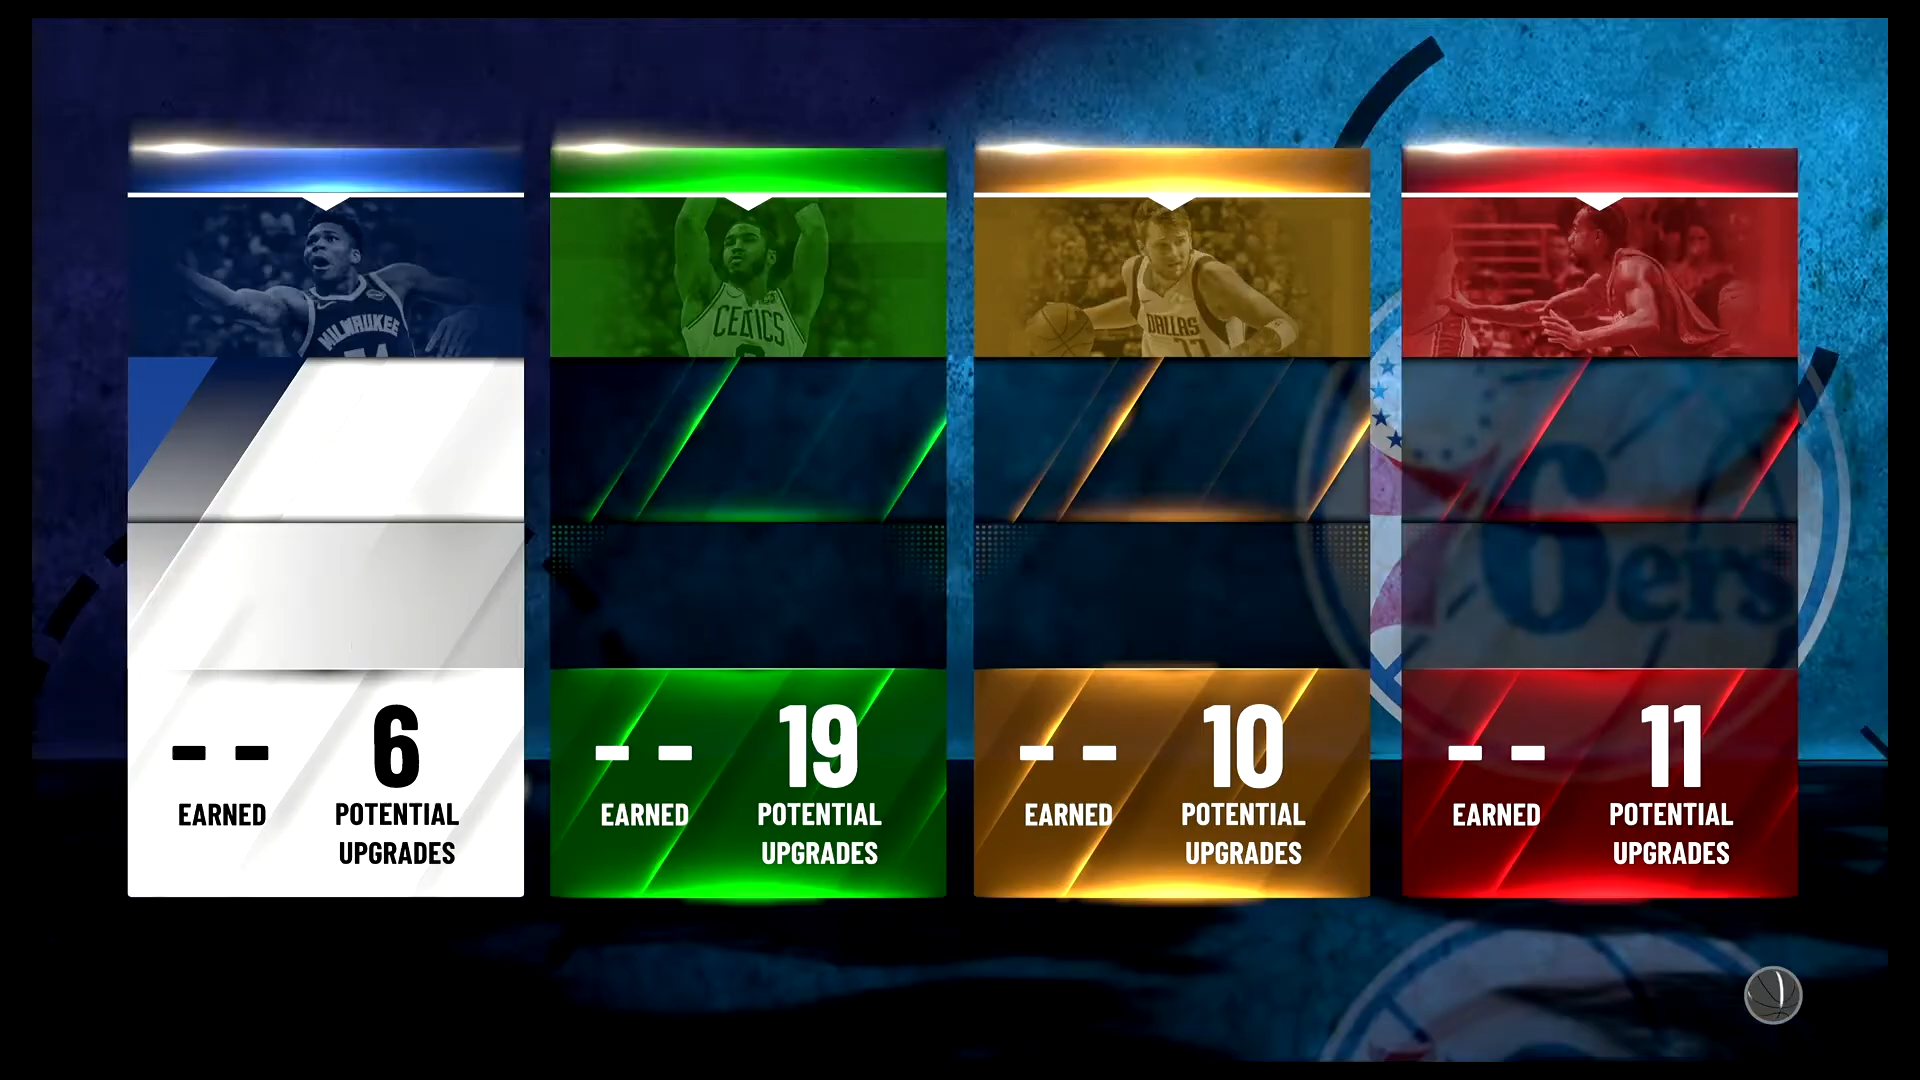 MILWAUKEE
CELTICS
DALLAS
6ers
-- 6
EARNED POTENTIAL
UPGRADES
-- 19
EARNED POTENTIAL
UPGRADES
-- 10
EARNED POTENTIAL
UPGRADES
-- 11
EARNED POTENTIAL
UPGRADES